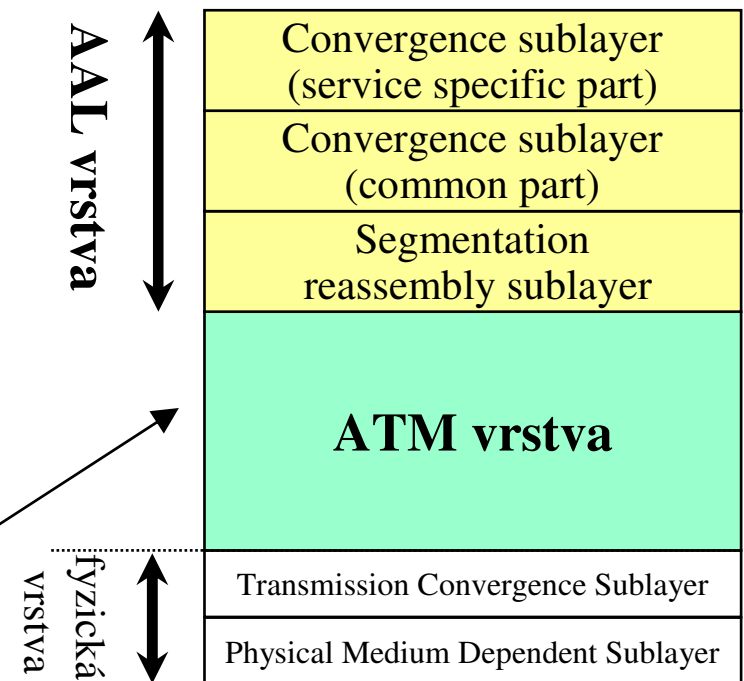 AAL vrstva
Convergence sublayer
(service specific part)
Convergence sublayer
(common part)
Segmentation
reassembly sublayer
ATM vrstva
fyzická
vrstva
Transmission Convergence Sublayer
Physical Medium Dependent Sublayer